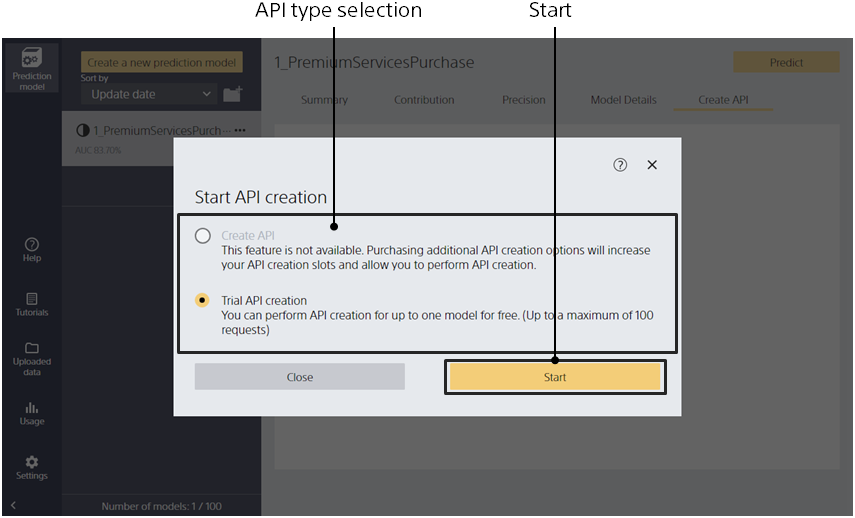 API type selection
Start
Prediction
model
Create a new prediction model
Sort by
Update date
1_PremiumServicesPurch···
AUC 83.70%
Help
Tutorials
Uploaded
data
Usage
Settings
Number of models: 1 / 100
1_PremiumServicesPurchase
Predict
Summary
Contribution
Precision
Model Details
Create API
Start API creation
Create API
This feature is not available. Purchasing additional API creation options will increase
your API creation slots and allow you to perform API creation.
Trial API creation
You can perform API creation for up to one model for free. (Up to a maximum of 100
requests)
Close
Start